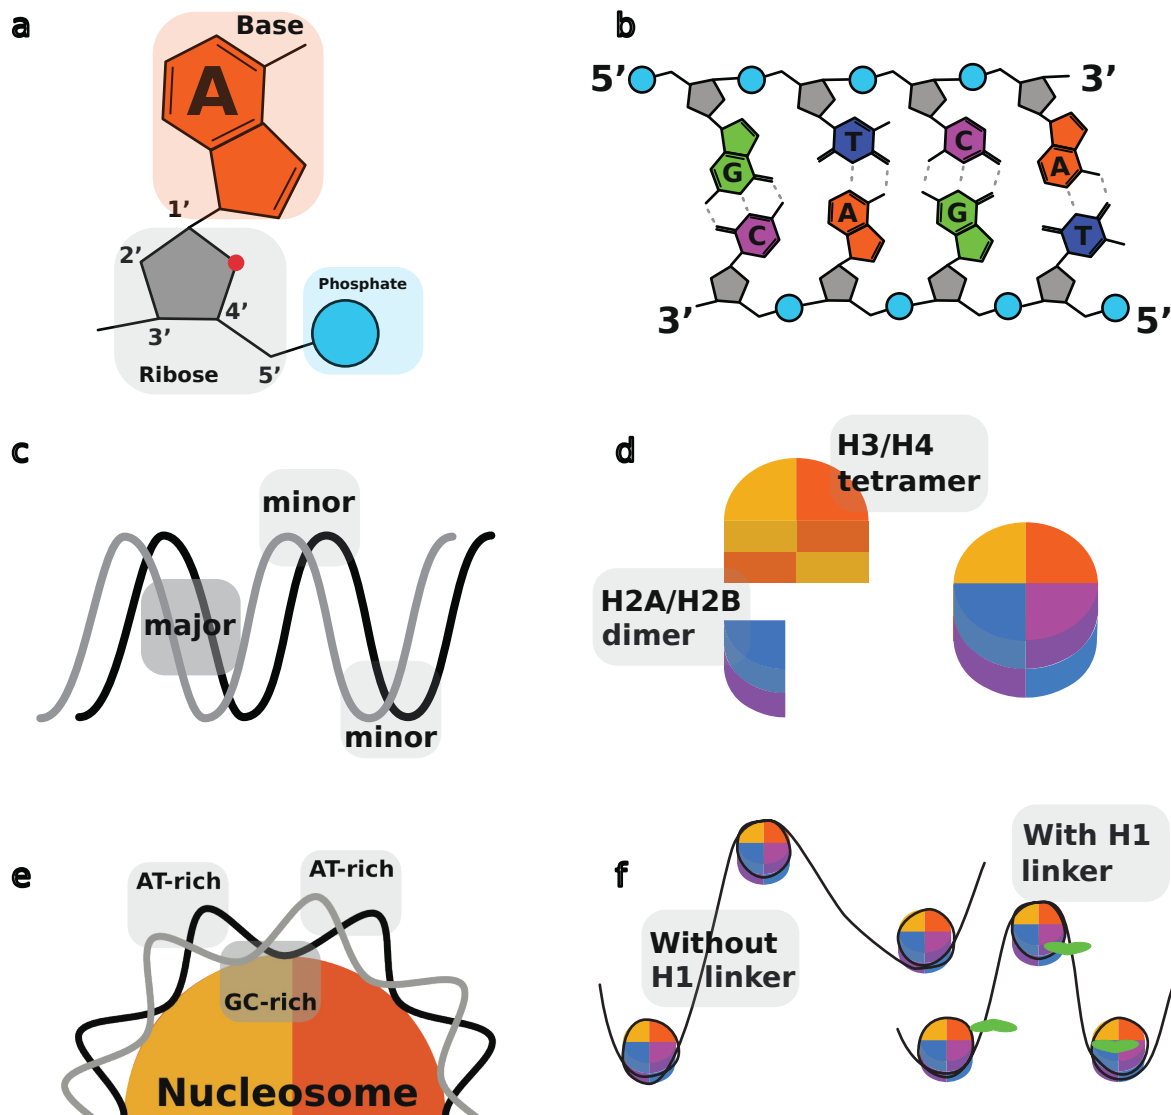 a
Base
A
1’
2’
4’
3’
5’
Ribose
Phosphate
b
5’
3’
G
T
C
A
C
A
G
T
3’
5’
c
minor
major
minor
d
H3/H4
tetramer
H2A/H2B
dimer
e
AT-rich
AT-rich
GC-rich
Nucleosome
f
With H1
linker
Without
H1 linker